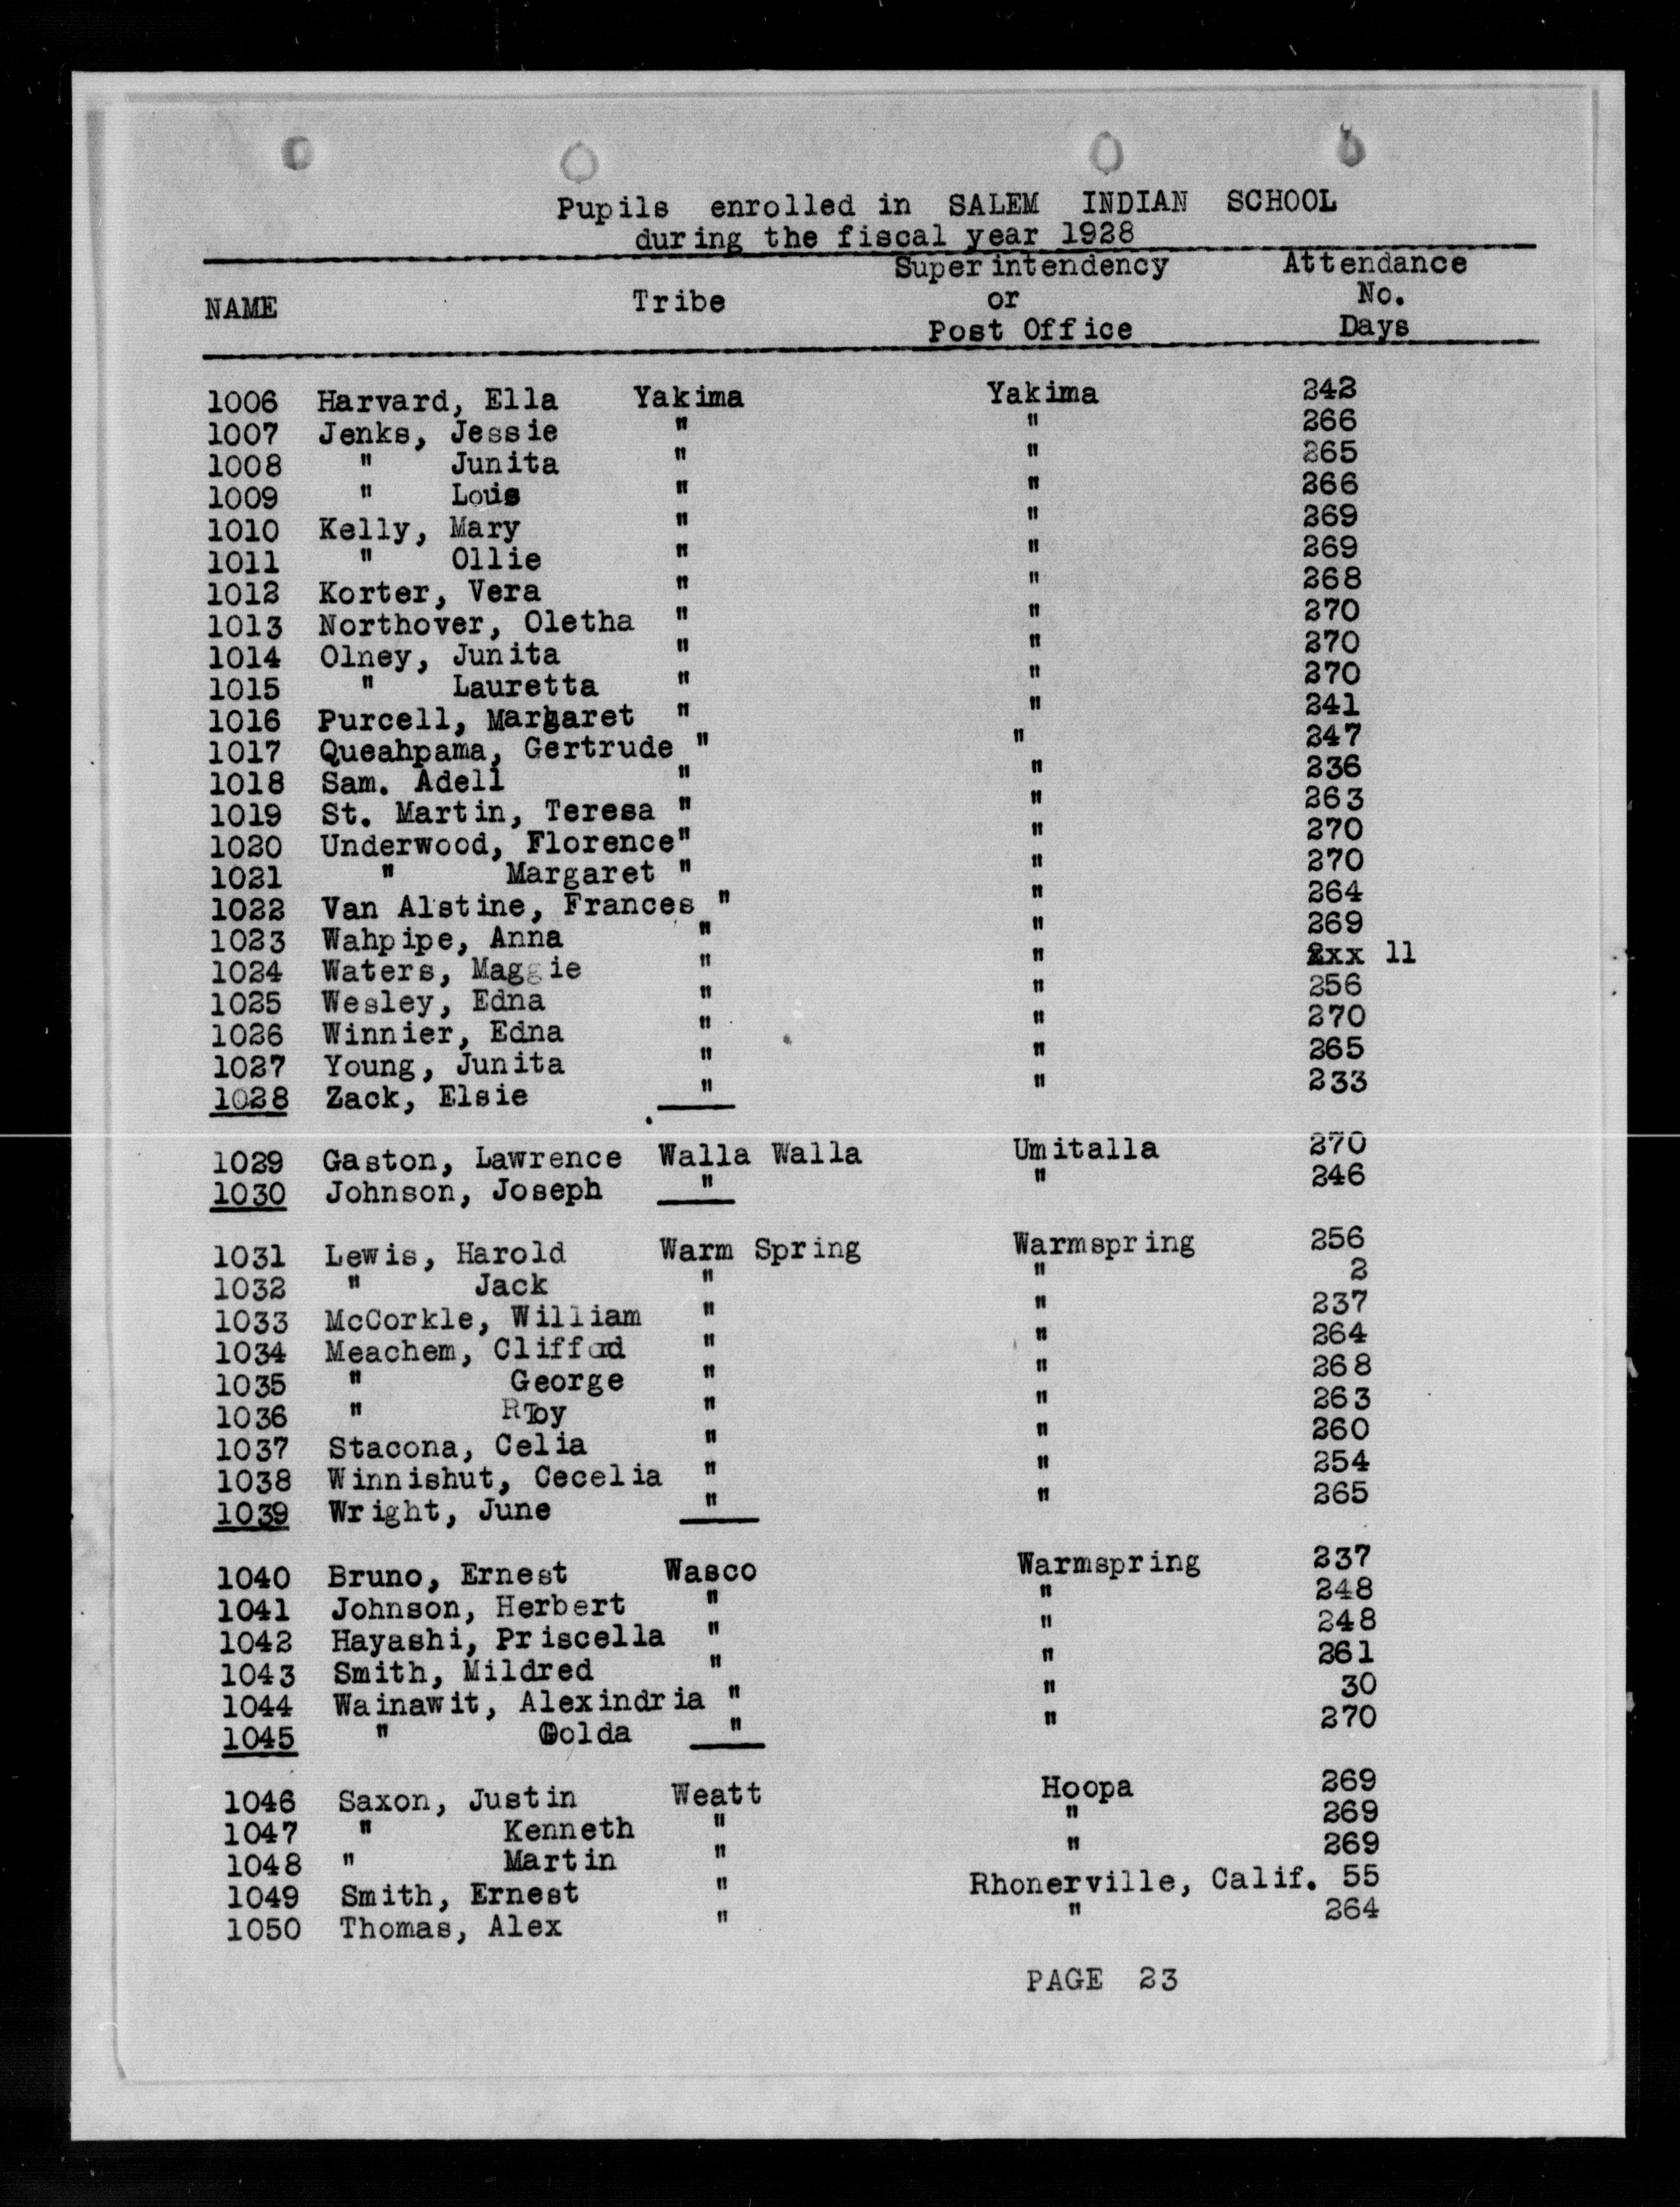 Pupils enrolled in SALEM INDIAN SCHOOL
during the fiscal year 1928
NAME Tribe Superintendency or Post Office Attendance No. Days
1006 Harvard, Ella Yakima Yakima 242
1007 Jenks, Jessie " " 266
1008 " Junita " " 265
1009 " Louis " " 266
1010 Kelly, Mary " " 269
1011 " Ollie " " 269
1012 Korter, Vera " " 268
1013 Northover, Oletha " " 270
1014 Olney, Junita " " 270
1015 " Lauretta " " 270
1016 Purcell, Margaret " " 241
1017 Queahpama, Gertrude " " 247
1018 Sam. Adell " " 236
1019 St. Martin, Teresa " " 263
1020 Underwood, Florence" " 270
1021 " Margaret " " 270
1022 Van Alstine, Frances " " 264
1023 Wahpipe, Anna " " 269
1024 Waters, Maggie " " 2xx 11
1025 Wesley, Edna " " 256
1026 Winnier, Edna " " 270
1027 Young, Junita " " 265
1028 Zack, Elsie " " 233
1029 Gaston, Lawrence Walla Walla Umitalla 270
1030 Johnson, Joseph " " 246
1031 Lewis, Harold Warm Spring Warmspring 256
1032 " Jack " " 2
1033 McCorkle, William " " 237
1034 Meachem, Clifford " " 264
1035 " George " " 268
1036 " Roy " " 263
1037 Stacona, Celia " " 260
1038 Winnishut, Cecelia " " 254
1039 Wright, June " " 265
1040 Bruno, Ernest Wasco Warmspring 237
1041 Johnson, Herbert " " 248
1042 Hayashi, Priscella " " 248
1043 Smith, Mildred " " 261
1044 Wainawit, Alexindria " " 30
1045 " Golda " " 270
1046 Saxon, Justin Weatt Hoopa 269
1047 " Kenneth " " 269
1048 " Martin " " 269
1049 Smith, Ernest " Rhonerville, Calif. 55
1050 Thomas, Alex " " 264
PAGE 23